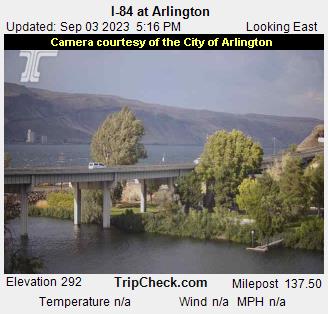 I-84 at Arlington
Updated: Sep 03 2023 5:16 PM Looking East
Camera courtesy of the City of Arlington
Elevation 292 TripCheck.com Milepost 137.50
Temperature n/a Wind n/a MPH n/a